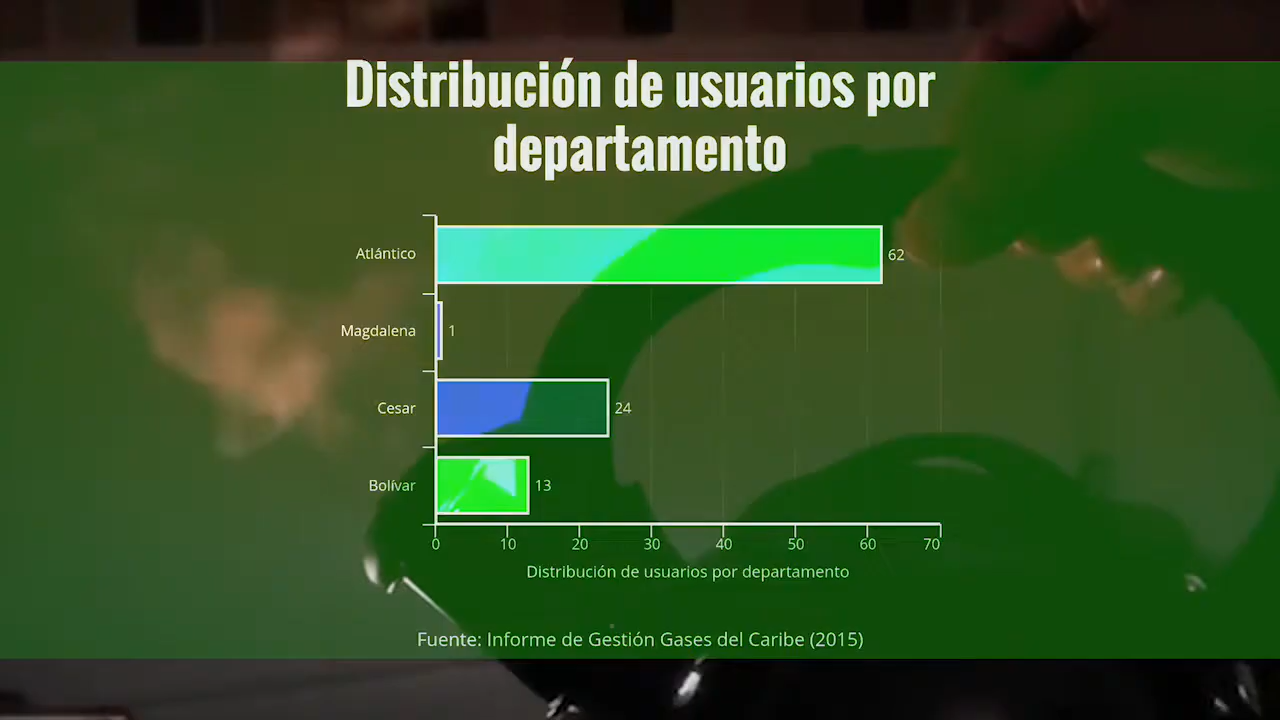 Distribución de usuarios por
departamento
Atlántico
62
Magdalena
1
Cesar
24
Bolívar
13
0 10 20 30 40 50 60 70
Distribución de usuarios por departamento
Fuente: Informe de Gestión Gases del Caribe (2015)